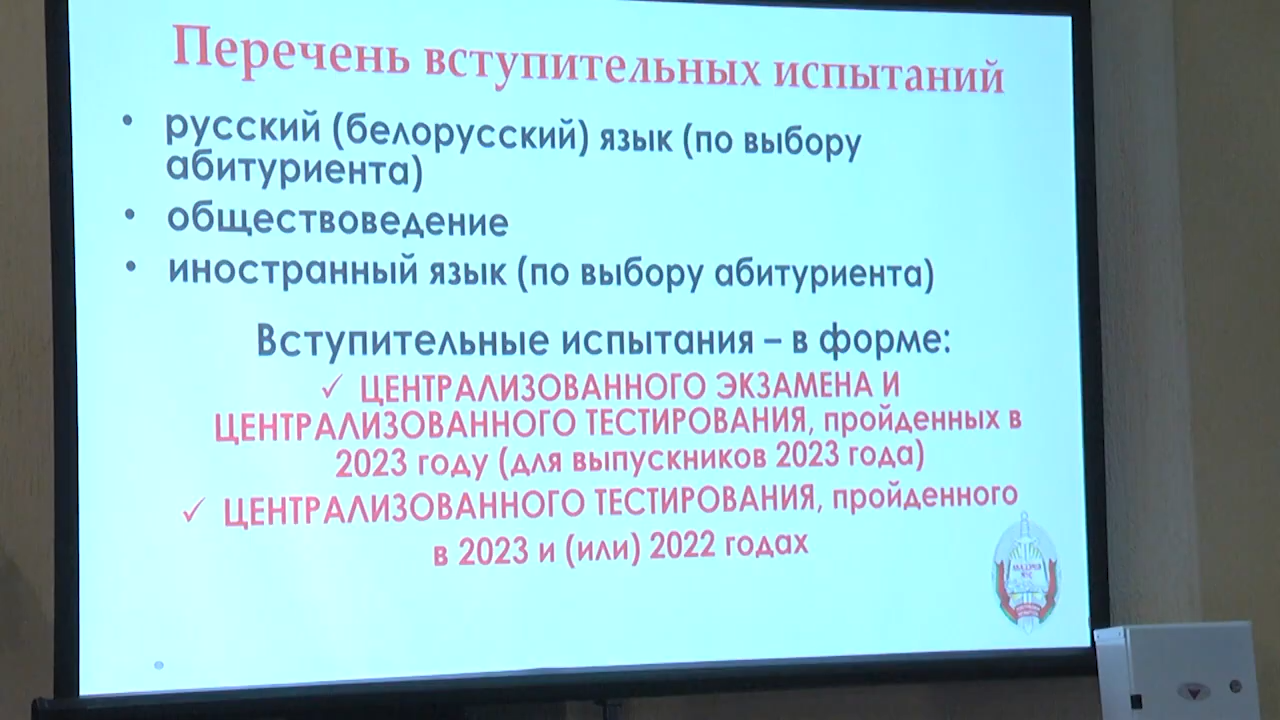 Перечень вступительных испытаний
• русский (белорусский) язык (по выбору
абитуриента)
• обществоведение
• иностранный язык (по выбору абитуриента)
Вступительные испытания – в форме:
✓ ЦЕНТРАЛИЗОВАННОГО ЭКЗАМЕНА И
ЦЕНТРАЛИЗОВАННОГО ТЕСТИРОВАНИЯ, пройденных в
2023 году (для выпускников 2023 года)
✓ ЦЕНТРАЛИЗОВАННОГО ТЕСТИРОВАНИЯ, пройденного
в 2023 и (или) 2022 годах